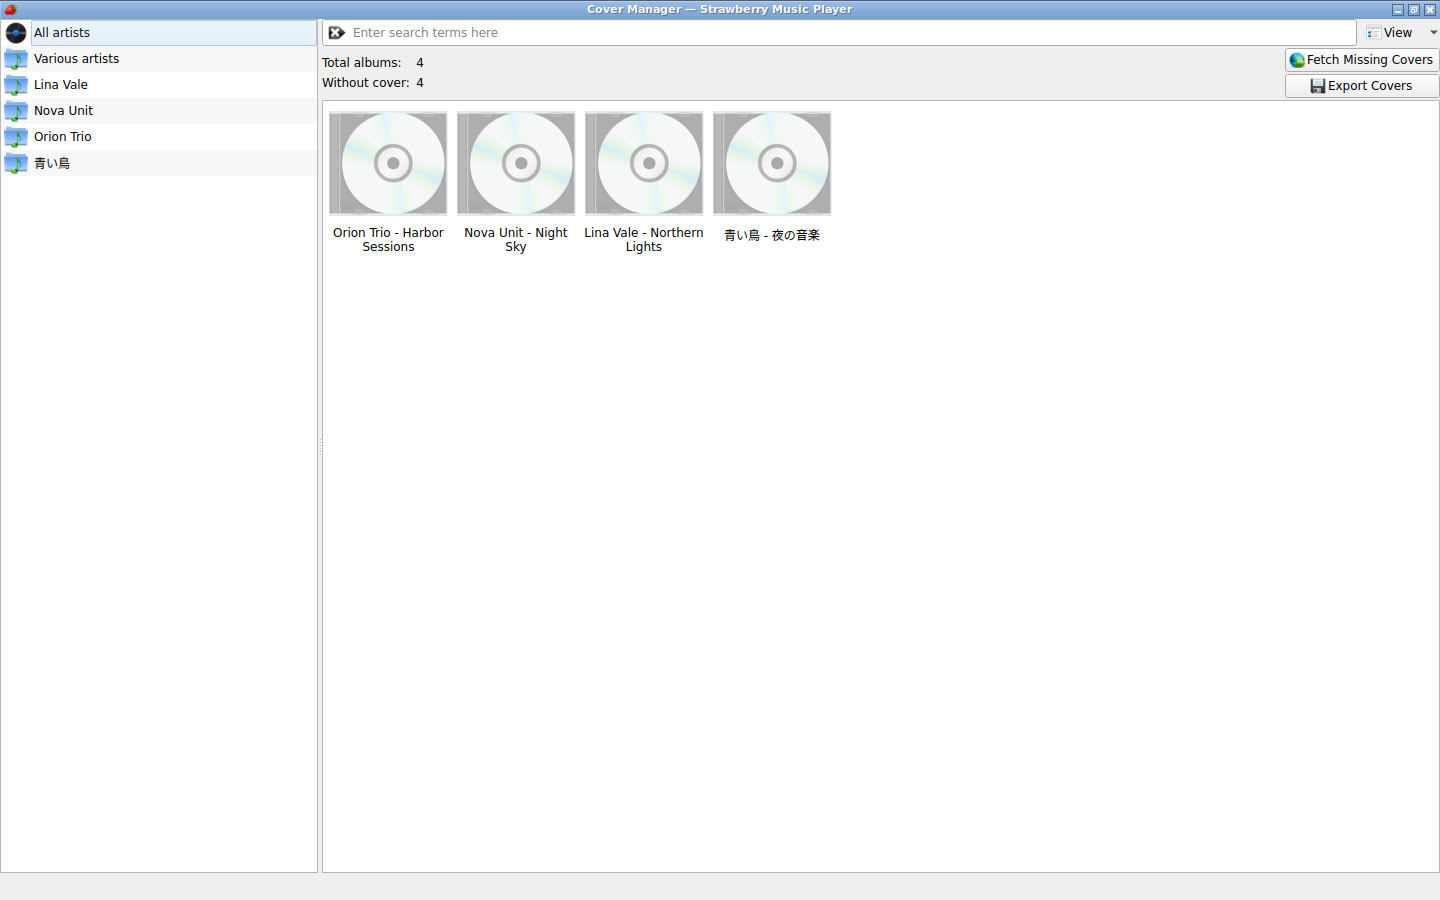 Cover Manager — Strawberry Music Player
All artists
Various artists
Lina Vale
Nova Unit
Orion Trio
青い鳥
Enter search terms here
View
Total albums: 4
Without cover: 4
Fetch Missing Covers
Export Covers
Orion Trio - Harbor
Sessions
Nova Unit - Night
Sky
Lina Vale - Northern
Lights
青い鳥 - 夜の音楽